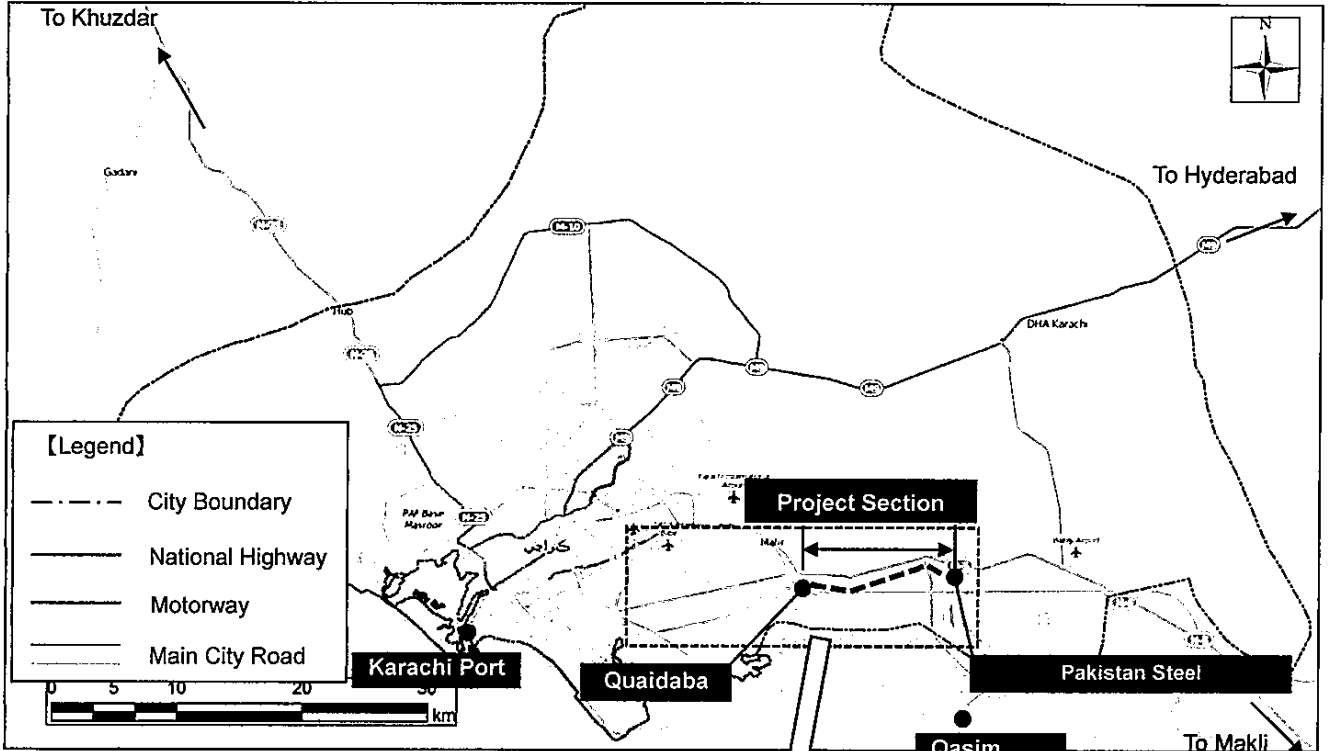 To Khuzdar
N
To Hyderabad
Gadani
M-10
Hub
DHA Karachi
【Legend】
City Boundary
National Highway
Motorway
Main City Road
PAF Base
Masroor
کراچی
Project Section
Malir
Karachi Port
Quaidaba
Pakistan Steel
Qasim
To Makli
0 5 10 20 30
km